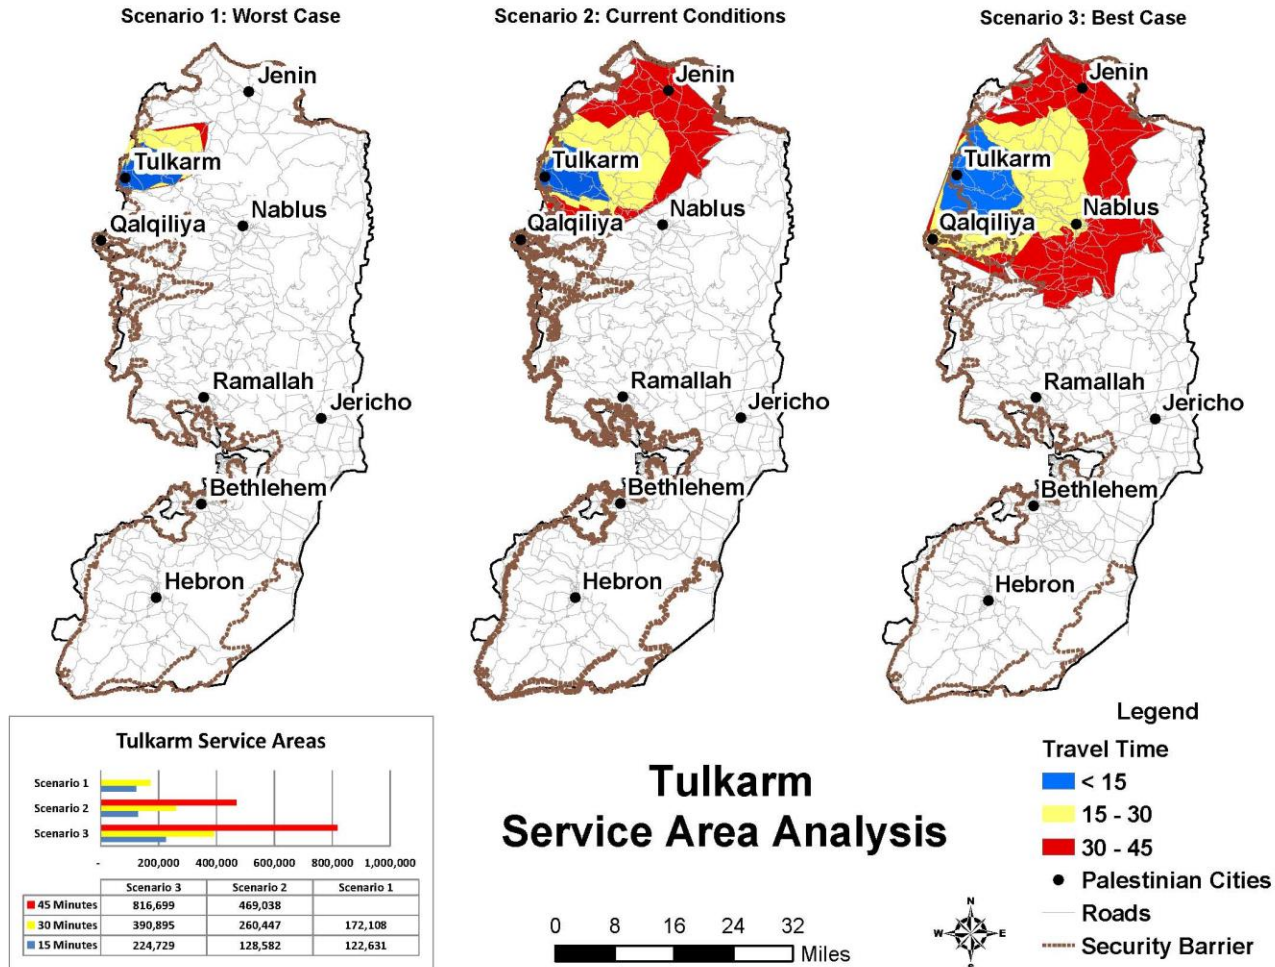 Scenario 1: Worst Case
Jenin
Tulkarm
Nablus
Qalqiliya
Ramallah
Jericho
Bethlehem
Hebron
Scenario 2: Current Conditions
Jenin
Tulkarm
Nablus
Qalqiliya
Ramallah
Jericho
Bethlehem
Hebron
Scenario 3: Best Case
Jenin
Tulkarm
Nablus
Qalqiliya
Ramallah
Jericho
Bethlehem
Hebron
Tulkarm Service Areas
Scenario 1
Scenario 2
Scenario 3
- 200,000 400,000 600,000 800,000 1,000,000
Scenario 3 Scenario 2 Scenario 1
45 Minutes 816,699 469,038
30 Minutes 390,895 260,447 172,108
15 Minutes 224,729 128,582 122,631
Tulkarm
Service Area Analysis
0 8 16 24 32
Miles
N
W E
S
Legend
Travel Time
< 15
15 - 30
30 - 45
Palestinian Cities
Roads
Security Barrier